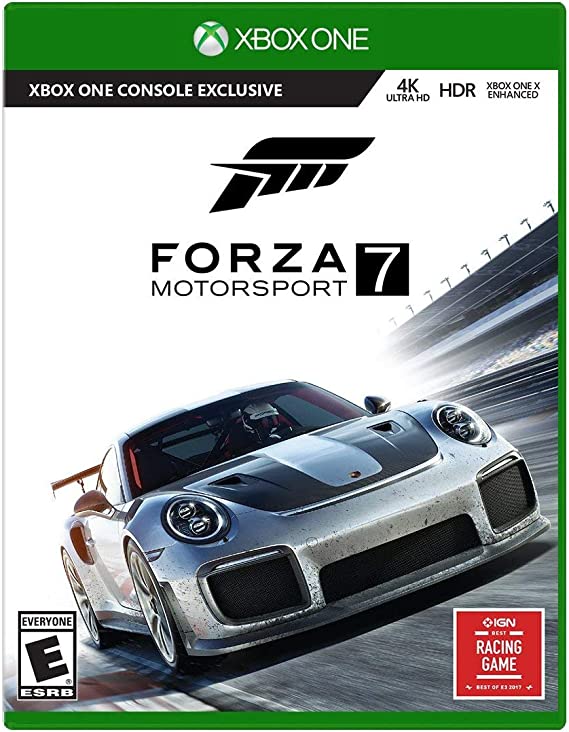 XBOX ONE
XBOX ONE CONSOLE EXCLUSIVE
4K
ULTRA HD
HDR
XBOX ONE X
ENHANCED
FORZA
MOTORSPORT
7
EVERYONE
E
ESRB
IGN
BEST
RACING
GAME
BEST OF E3 2017